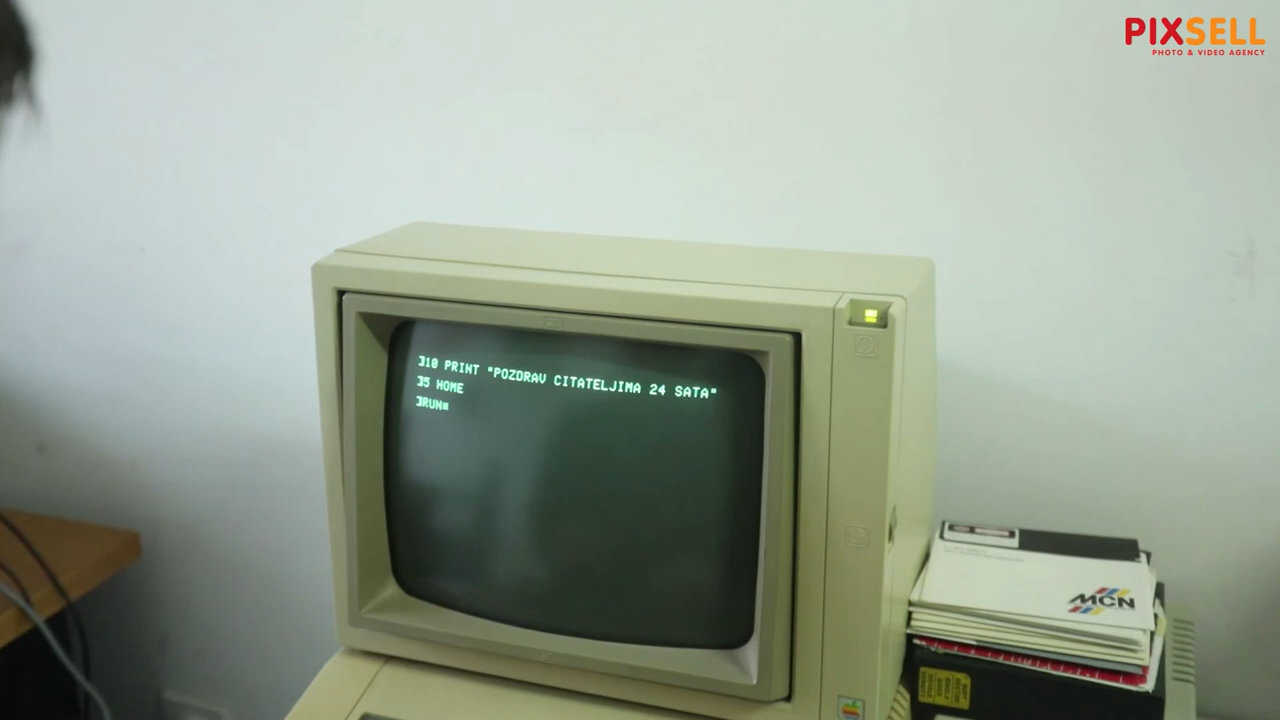 PIXSELL
PHOTO & VIDEO AGENCY
]10 PRINT "POZDRAV CITATELJIMA 24 SATA"
]5 HOME
]RUN
MCN